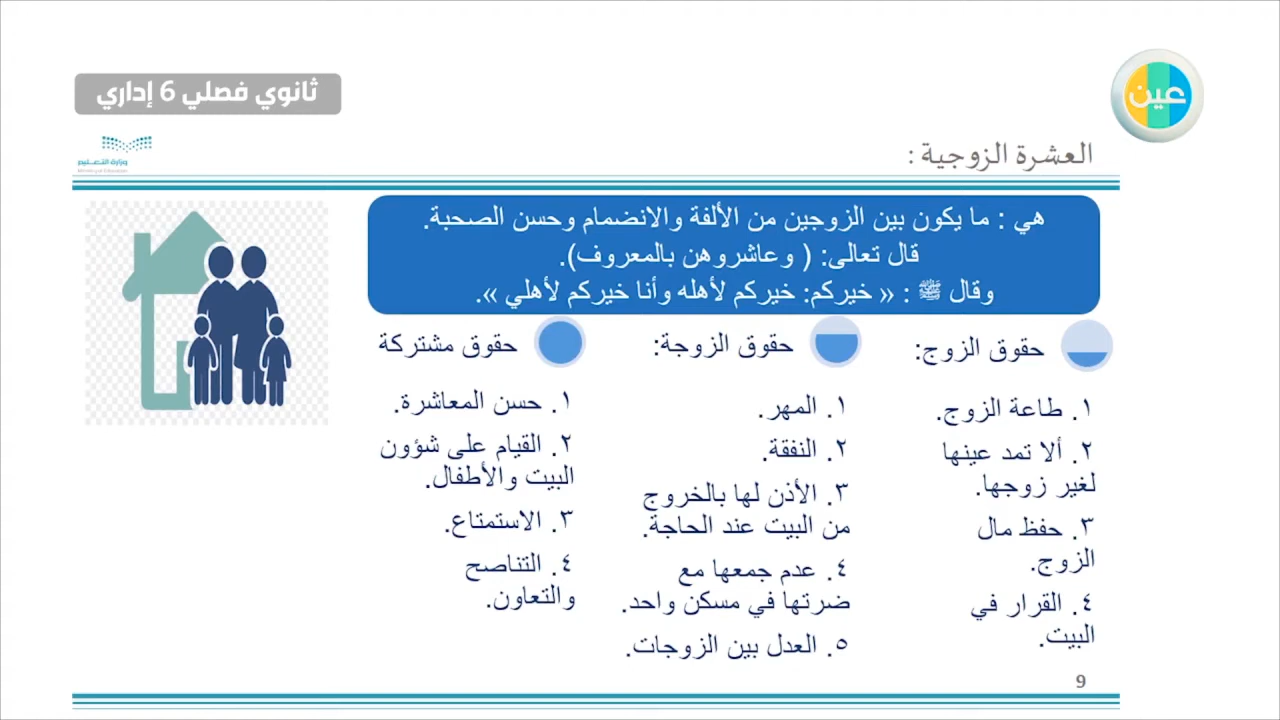 ثانوي فصلي 6 إداري
عين
وزارة التعليم
Ministry of Education
العشرة الزوجية :
هي : ما يكون بين الزوجين من الألفة والانضمام وحسن الصحبة.
قال تعالى: ( وعاشروهن بالمعروف).
وقال ﷺ : « خيركم: خيركم لأهله وأنا خيركم لأهلي ».
حقوق الزوج:
١. طاعة الزوج.
٢. ألا تمد عينها
لغير زوجها.
٣. حفظ مال
الزوج.
٤. القرار في
البيت.
حقوق الزوجة:
١. المهر.
٢. النفقة.
٣. الأذن لها بالخروج
من البيت عند الحاجة.
٤. عدم جمعها مع
ضرتها في مسكن واحد.
٥. العدل بين الزوجات.
حقوق مشتركة
١. حسن المعاشرة.
٢. القيام على شؤون
البيت والأطفال.
٣. الاستمتاع.
٤. التناصح
والتعاون.
9